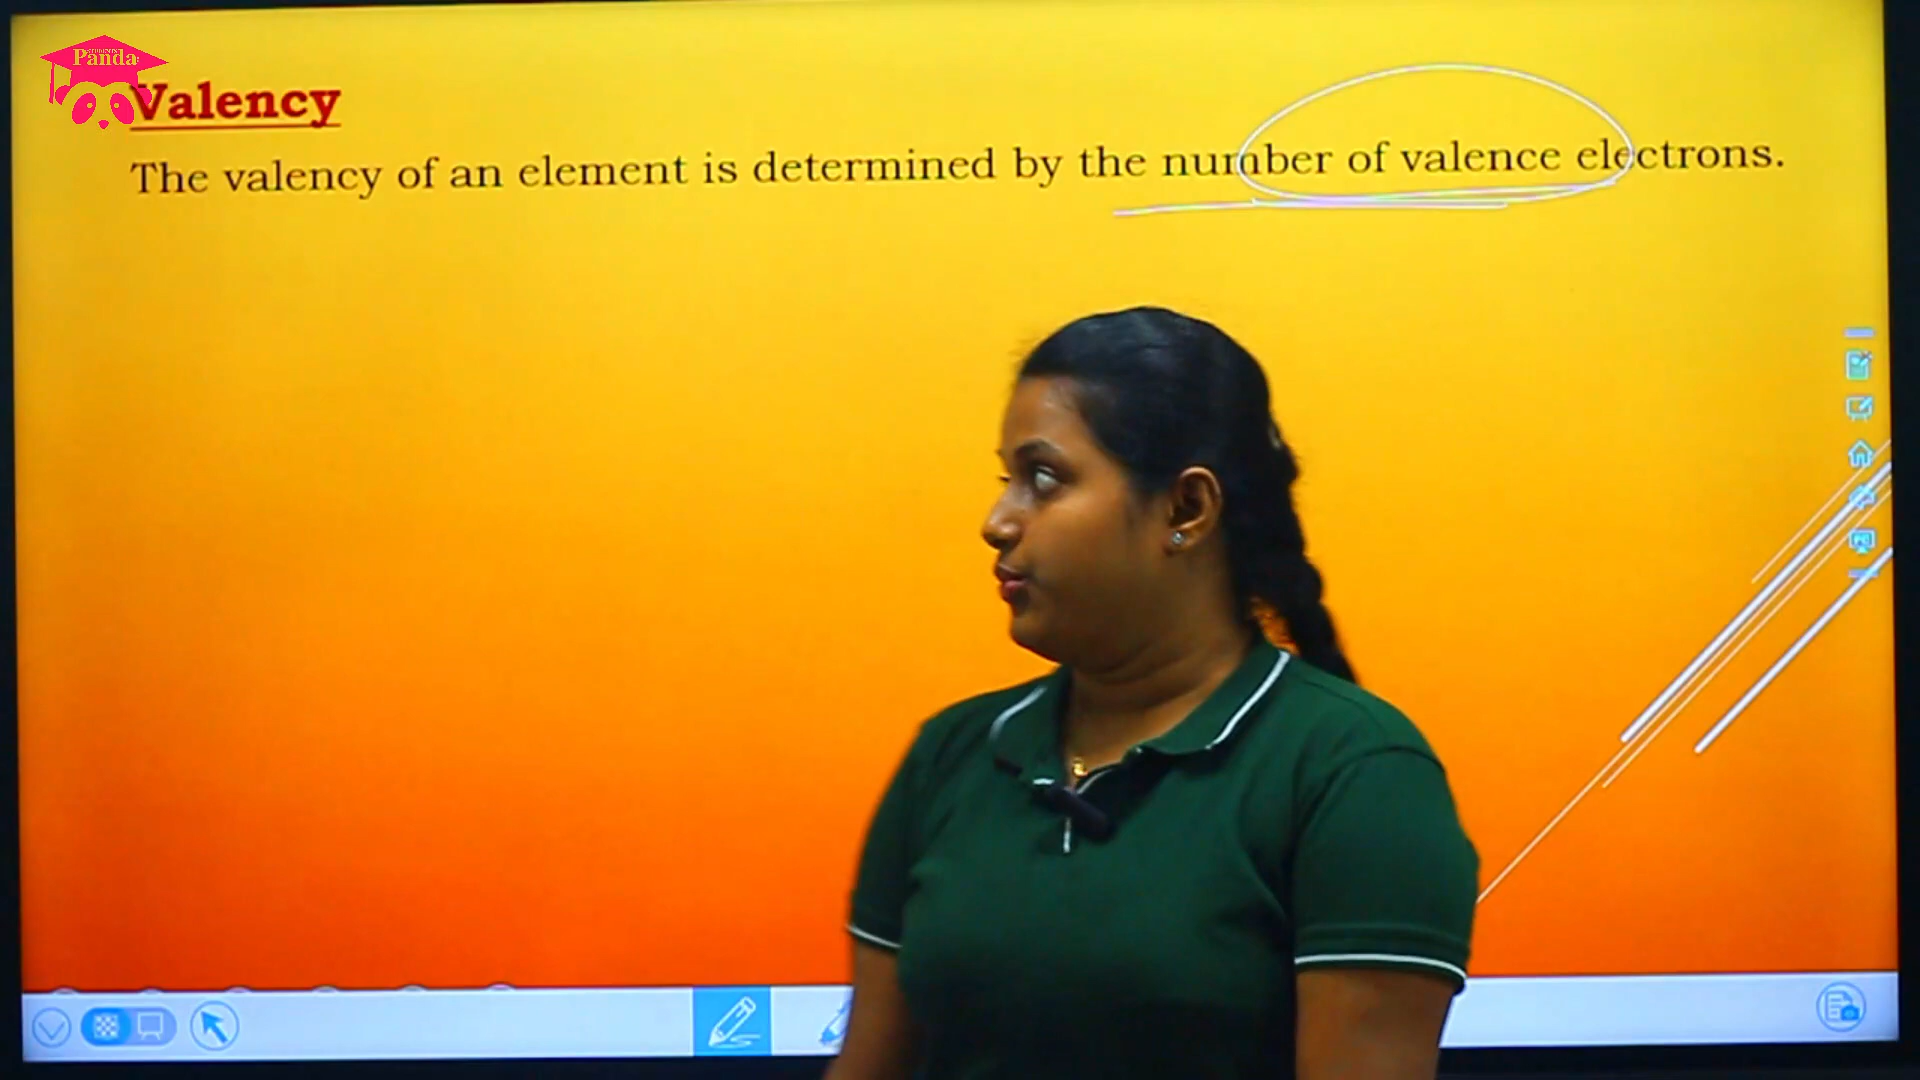 Panda
Valency
The valency of an element is determined by the number of valence electrons.